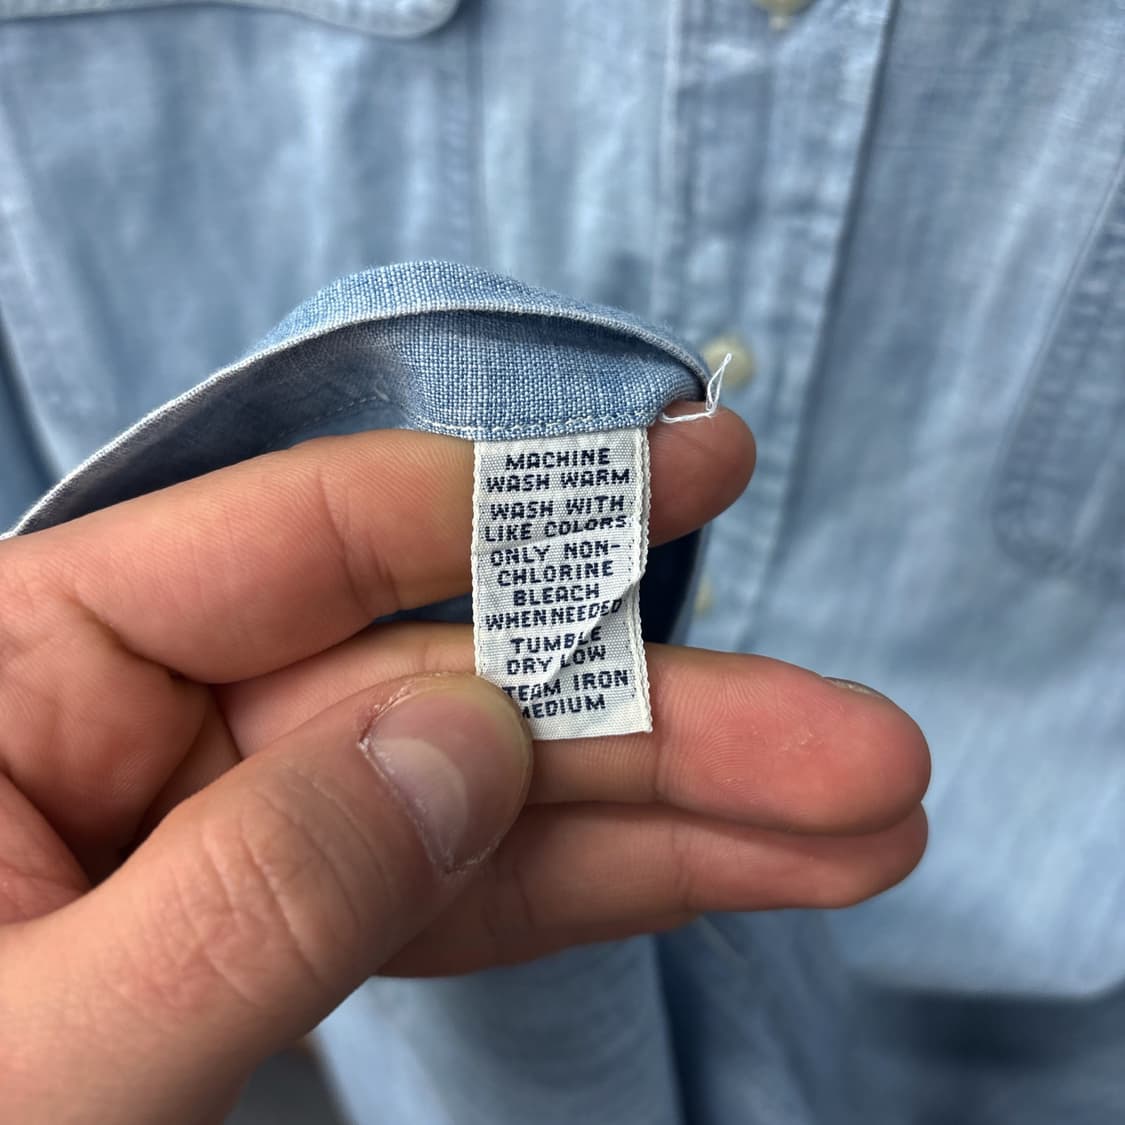 MACHINE
WASH WARM
WASH WITH
LIKE COLORS
ONLY NON-
CHLORINE
BLEACH
WHEN NEEDED
TUMBLE
DRY LOW
TEAM IRON
MEDIUM